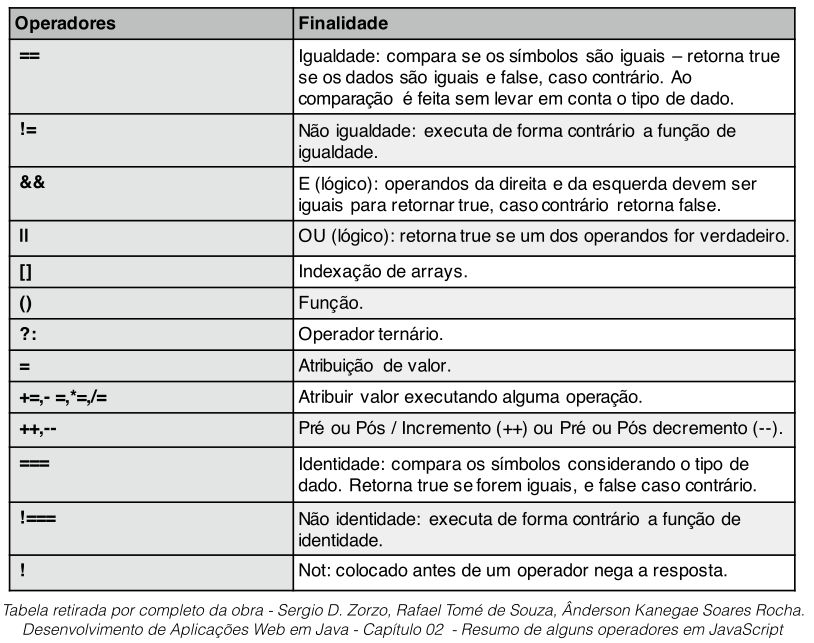 Operadores Finalidade
== Igualdade: compara se os símbolos são iguais – retorna true
se os dados são iguais e false, caso contrário. Ao
comparação é feita sem levar em conta o tipo de dado.
!= Não igualdade: executa de forma contrário a função de
igualdade.
&& E (lógico): operandos da direita e da esquerda devem ser
iguais para retornar true, caso contrário retorna false.
|| OU (lógico): retorna true se um dos operandos for verdadeiro.
[] Indexação de arrays.
() Função.
?: Operador ternário.
= Atribuição de valor.
+=,- =,*=,/= Atribuir valor executando alguma operação.
++,-- Pré ou Pós / Incremento (++) ou Pré ou Pós decremento (--).
=== Identidade: compara os símbolos considerando o tipo de
dado. Retorna true se forem iguais, e false caso contrário.
!=== Não identidade: executa de forma contrário a função de
identidade.
! Not: colocado antes de um operador nega a resposta.
Tabela retirada por completo da obra - Sergio D. Zorzo, Rafael Tomé de Souza, Ânderson Kanegae Soares Rocha.
Desenvolvimento de Aplicações Web em Java - Capítulo 02 - Resumo de alguns operadores em JavaScript